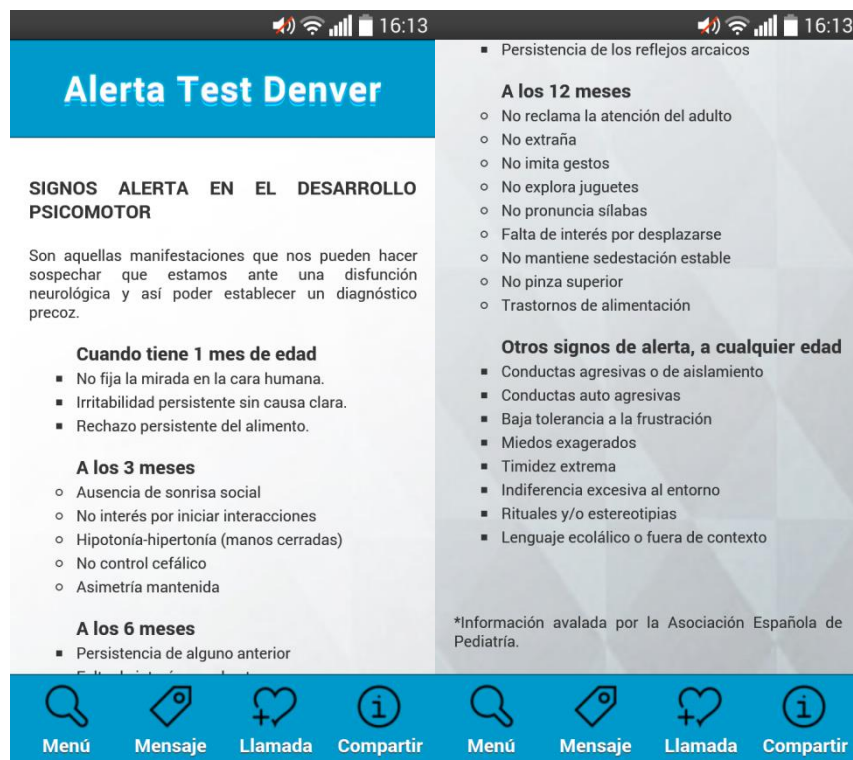 16:13
Alerta Test Denver
SIGNOS ALERTA EN EL DESARROLLO
PSICOMOTOR
Son aquellas manifestaciones que nos pueden hacer
sospechar que estamos ante una disfunción
neurológica y así poder establecer un diagnóstico
precoz.
Cuando tiene 1 mes de edad
No fija la mirada en la cara humana.
Irritabilidad persistente sin causa clara.
Rechazo persistente del alimento.
A los 3 meses
Ausencia de sonrisa social
No interés por iniciar interacciones
Hipotonía-hipertonía (manos cerradas)
No control cefálico
Asimetría mantenida
A los 6 meses
Persistencia de alguno anterior
Menú Mensaje Llamada Compartir
16:13
Persistencia de los reflejos arcaicos
A los 12 meses
No reclama la atención del adulto
No extraña
No imita gestos
No explora juguetes
No pronuncia sílabas
Falta de interés por desplazarse
No mantiene sedestación estable
No pinza superior
Trastornos de alimentación
Otros signos de alerta, a cualquier edad
Conductas agresivas o de aislamiento
Conductas auto agresivas
Baja tolerancia a la frustración
Miedos exagerados
Timidez extrema
Indiferencia excesiva al entorno
Rituales y/o estereotipias
Lenguaje ecolálico o fuera de contexto
*Información avalada por la Asociación Española de
Pediatría.
Menú Mensaje Llamada Compartir